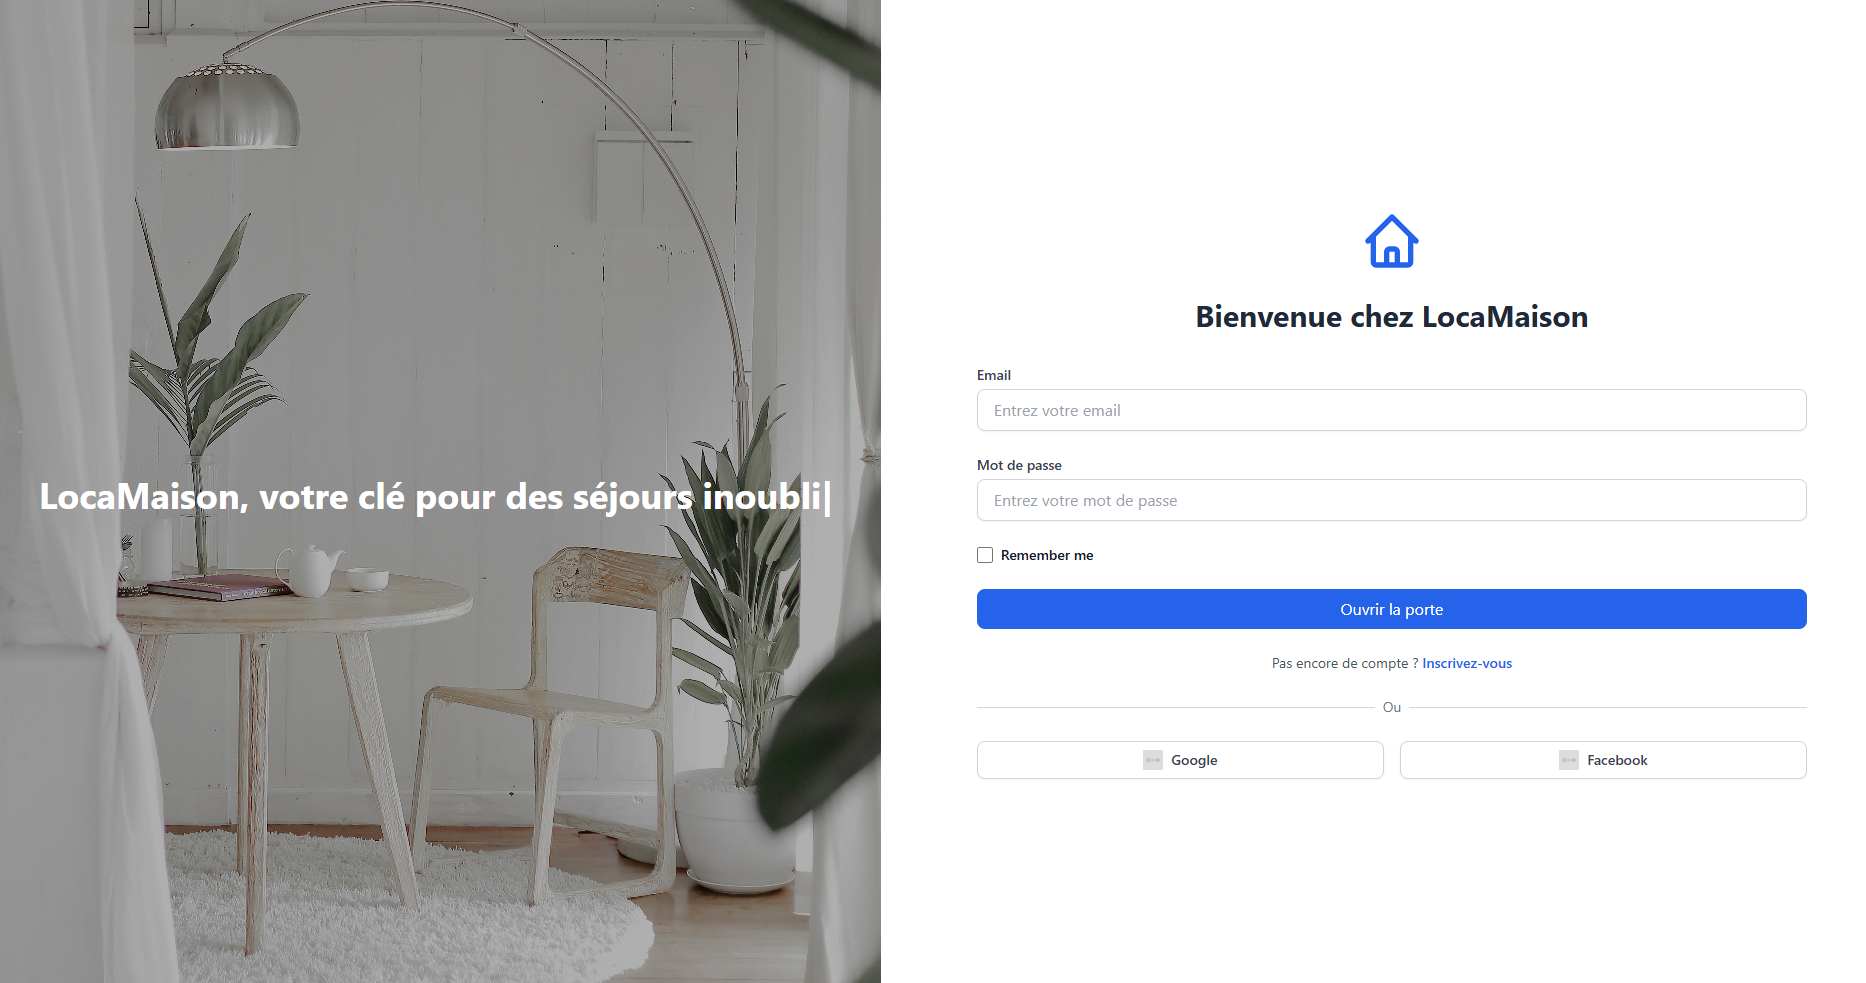 LocaMaison, votre clé pour des séjours inoubli|
Bienvenue chez LocaMaison
Email
Entrez votre email
Mot de passe
Entrez votre mot de passe
Remember me
Ouvrir la porte
Pas encore de compte ? Inscrivez-vous
Ou
Google
Facebook